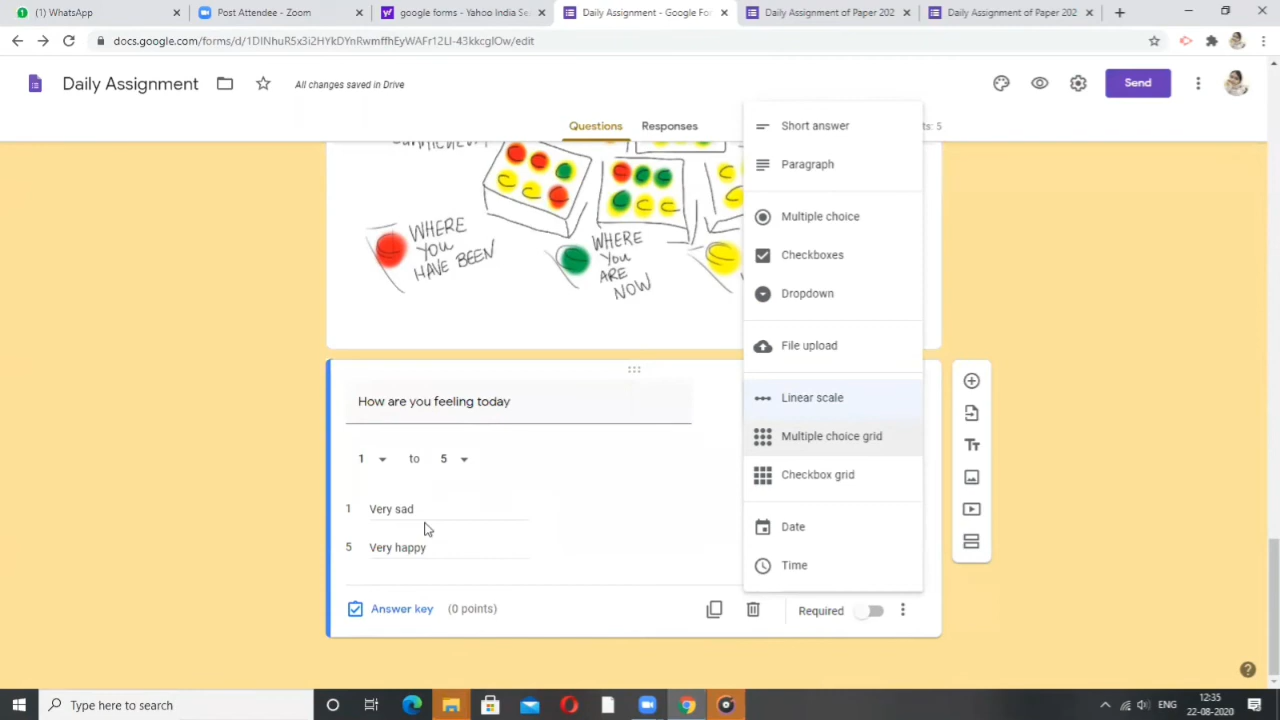 (1) WhatsApp
Post Attendee - Zoom
google forms - Yahoo India Se
Daily Assignment - Google For
Daily Assignment of Paper 202
Daily Assignment of Paper 202
docs.google.com/forms/d/1DINhuR5x3i2HYkDYnRwmffhEyWAFr12LI-43kkcglOw/edit
Daily Assignment
All changes saved in Drive
Send
Questions
Responses
ts: 5
WHERE
YOU
HAVE BEEN
WHERE
You
ARE
NOW
Short answer
Paragraph
Multiple choice
Checkboxes
Dropdown
File upload
Linear scale
Multiple choice grid
Checkbox grid
Date
Time
How are you feeling today
1 to 5
1 Very sad
5 Very happy
Answer key (0 points)
Required
Type here to search
ENG
12:35
22-08-2020